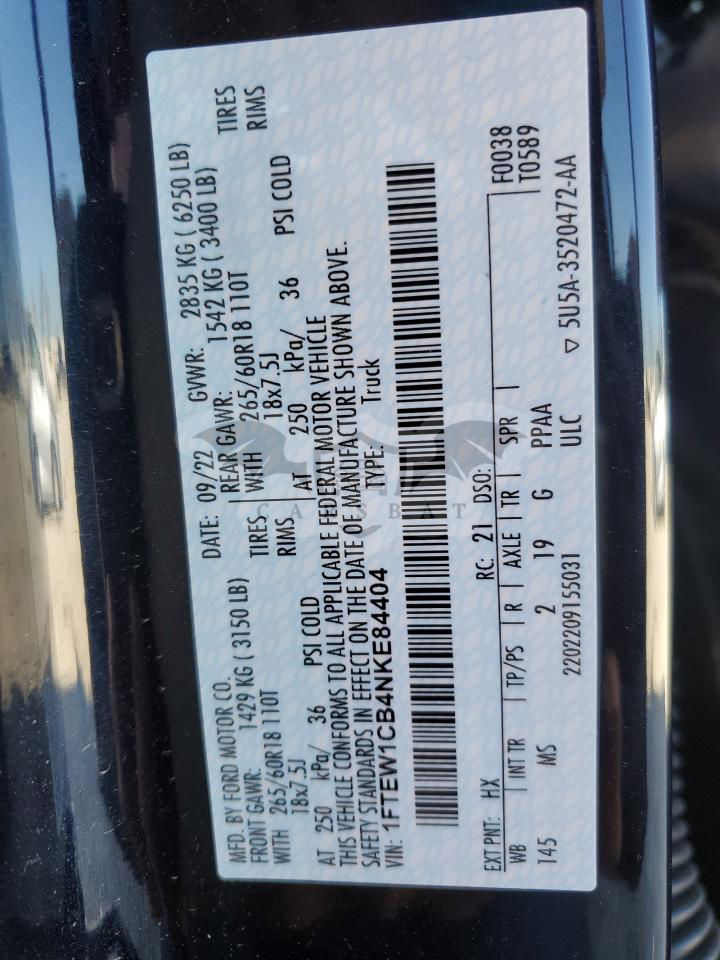 MFD. BY FORD MOTOR CO.
DATE: 09/22 GVWR: 2835 KG ( 6250 LB)
FRONT GAWR: 1429 KG ( 3150 LB) REAR GAWR: 1542 KG ( 3400 LB)
WITH 265/60R18 110T TIRES WITH 265/60R18 110T TIRES
18x7.5J RIMS 18x7.5J RIMS
AT 250 kPa/ 36 PSI COLD AT 250 kPa/ 36 PSI COLD
THIS VEHICLE CONFORMS TO ALL APPLICABLE FEDERAL MOTOR VEHICLE
SAFETY STANDARDS IN EFFECT ON THE DATE OF MANUFACTURE SHOWN ABOVE.
VIN: 1FTEW1CB4NKE84404 TYPE: Truck
CARSBAT
EXT PNT: HX RC: 21 DSO: F0038
WB INT TR TP/PS R AXLE TR SPR T0589
145 MS 2 19 G PPAA
2202209155031 ULC ▽ 5U5A-3520472-AA